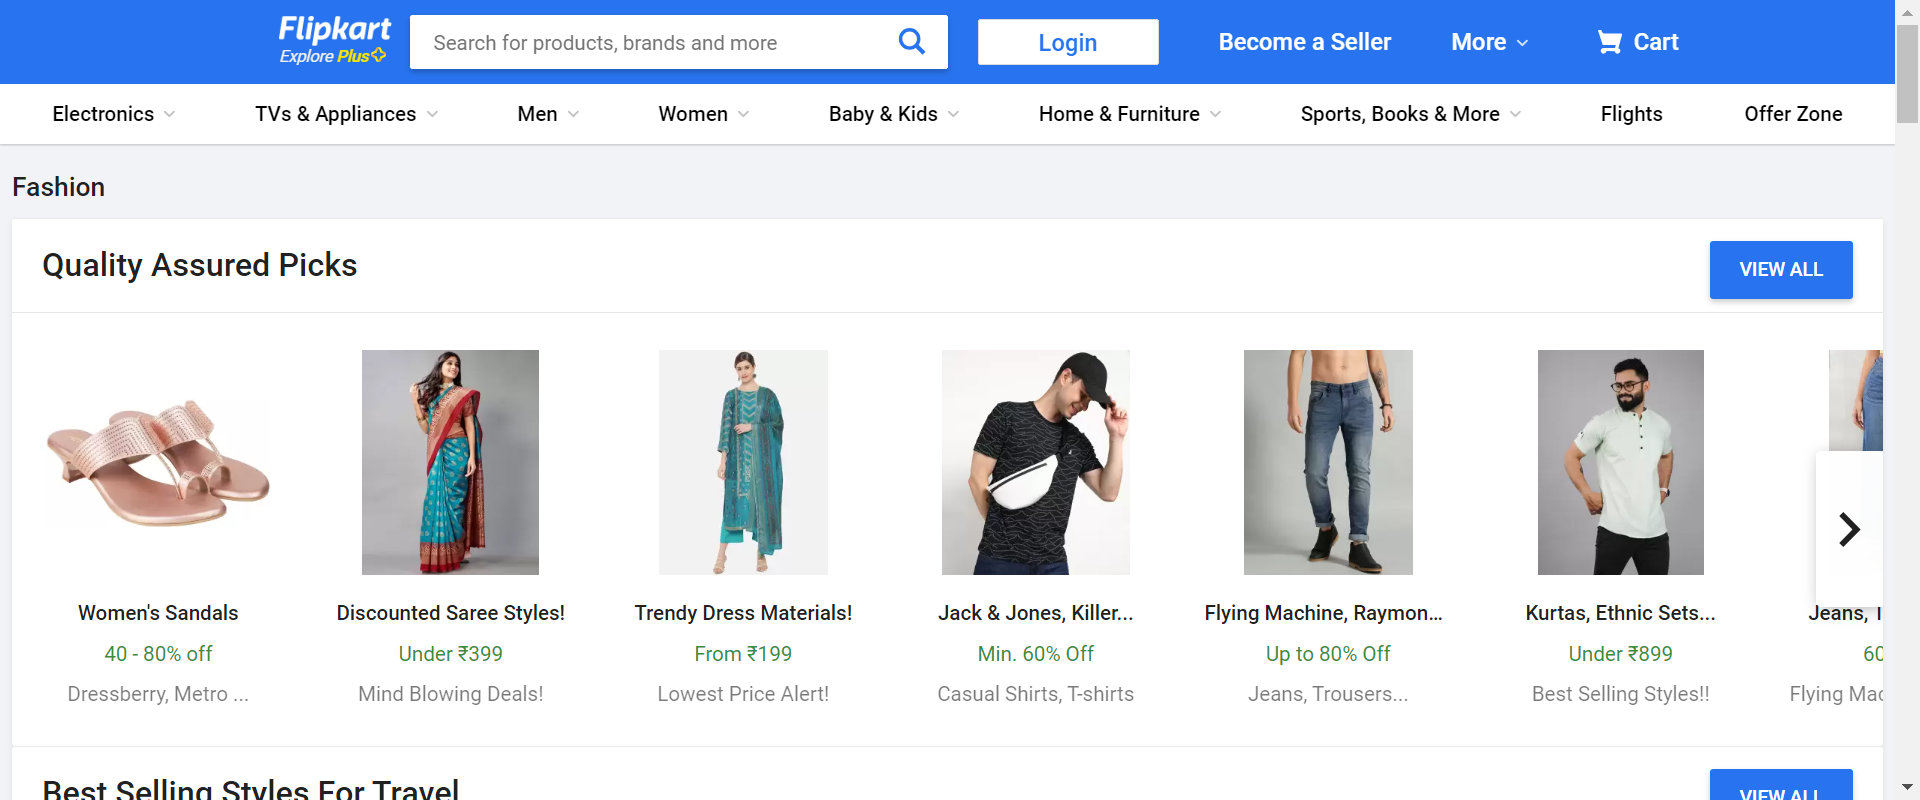 Flipkart
Explore Plus
Search for products, brands and more
Login
Become a Seller
More
Cart
Electronics
TVs & Appliances
Men
Women
Baby & Kids
Home & Furniture
Sports, Books & More
Flights
Offer Zone
Fashion
Quality Assured Picks
VIEW ALL
Women's Sandals
40 - 80% off
Dressberry, Metro ...
Discounted Saree Styles!
Under ₹399
Mind Blowing Deals!
Trendy Dress Materials!
From ₹199
Lowest Price Alert!
Jack & Jones, Killer...
Min. 60% Off
Casual Shirts, T-shirts
Flying Machine, Raymon...
Up to 80% Off
Jeans, Trousers...
Kurtas, Ethnic Sets...
Under ₹899
Best Selling Styles!!
Jeans,
60
Flying Mac
Best Selling Styles For Travel
VIEW ALL